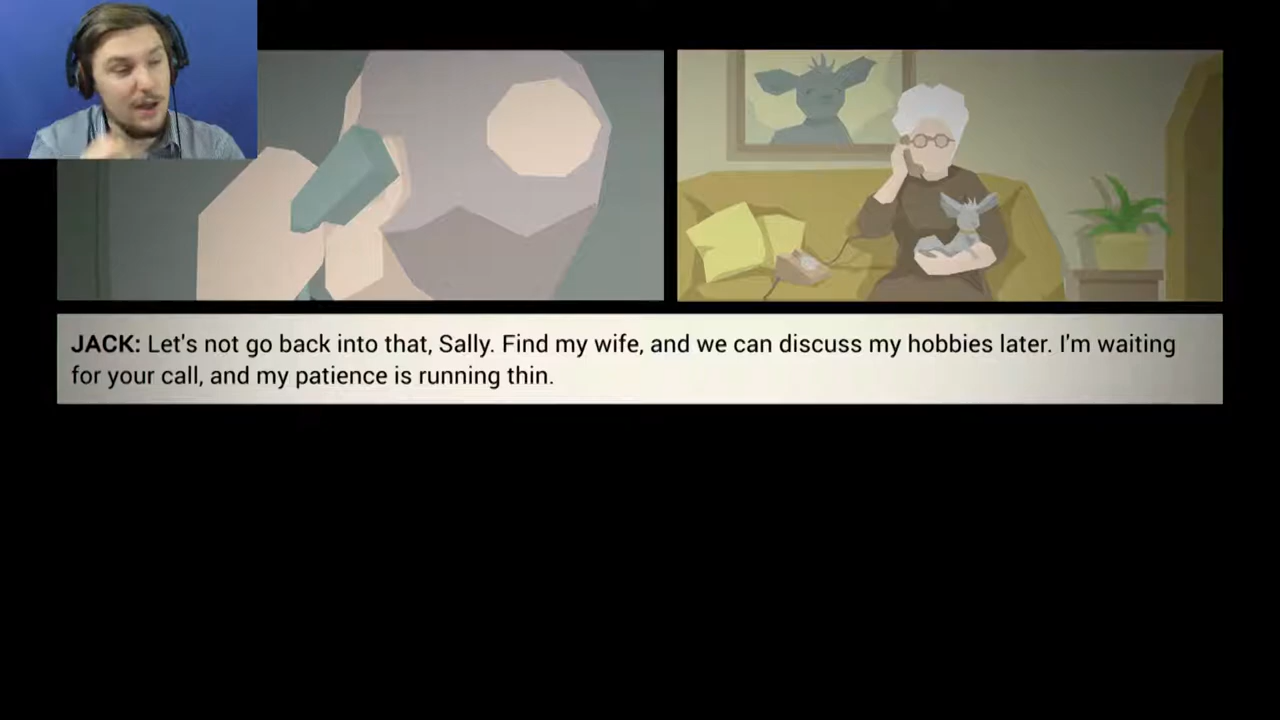 JACK: Let's not go back into that, Sally. Find my wife, and we can discuss my hobbies later. I'm waiting
for your call, and my patience is running thin.